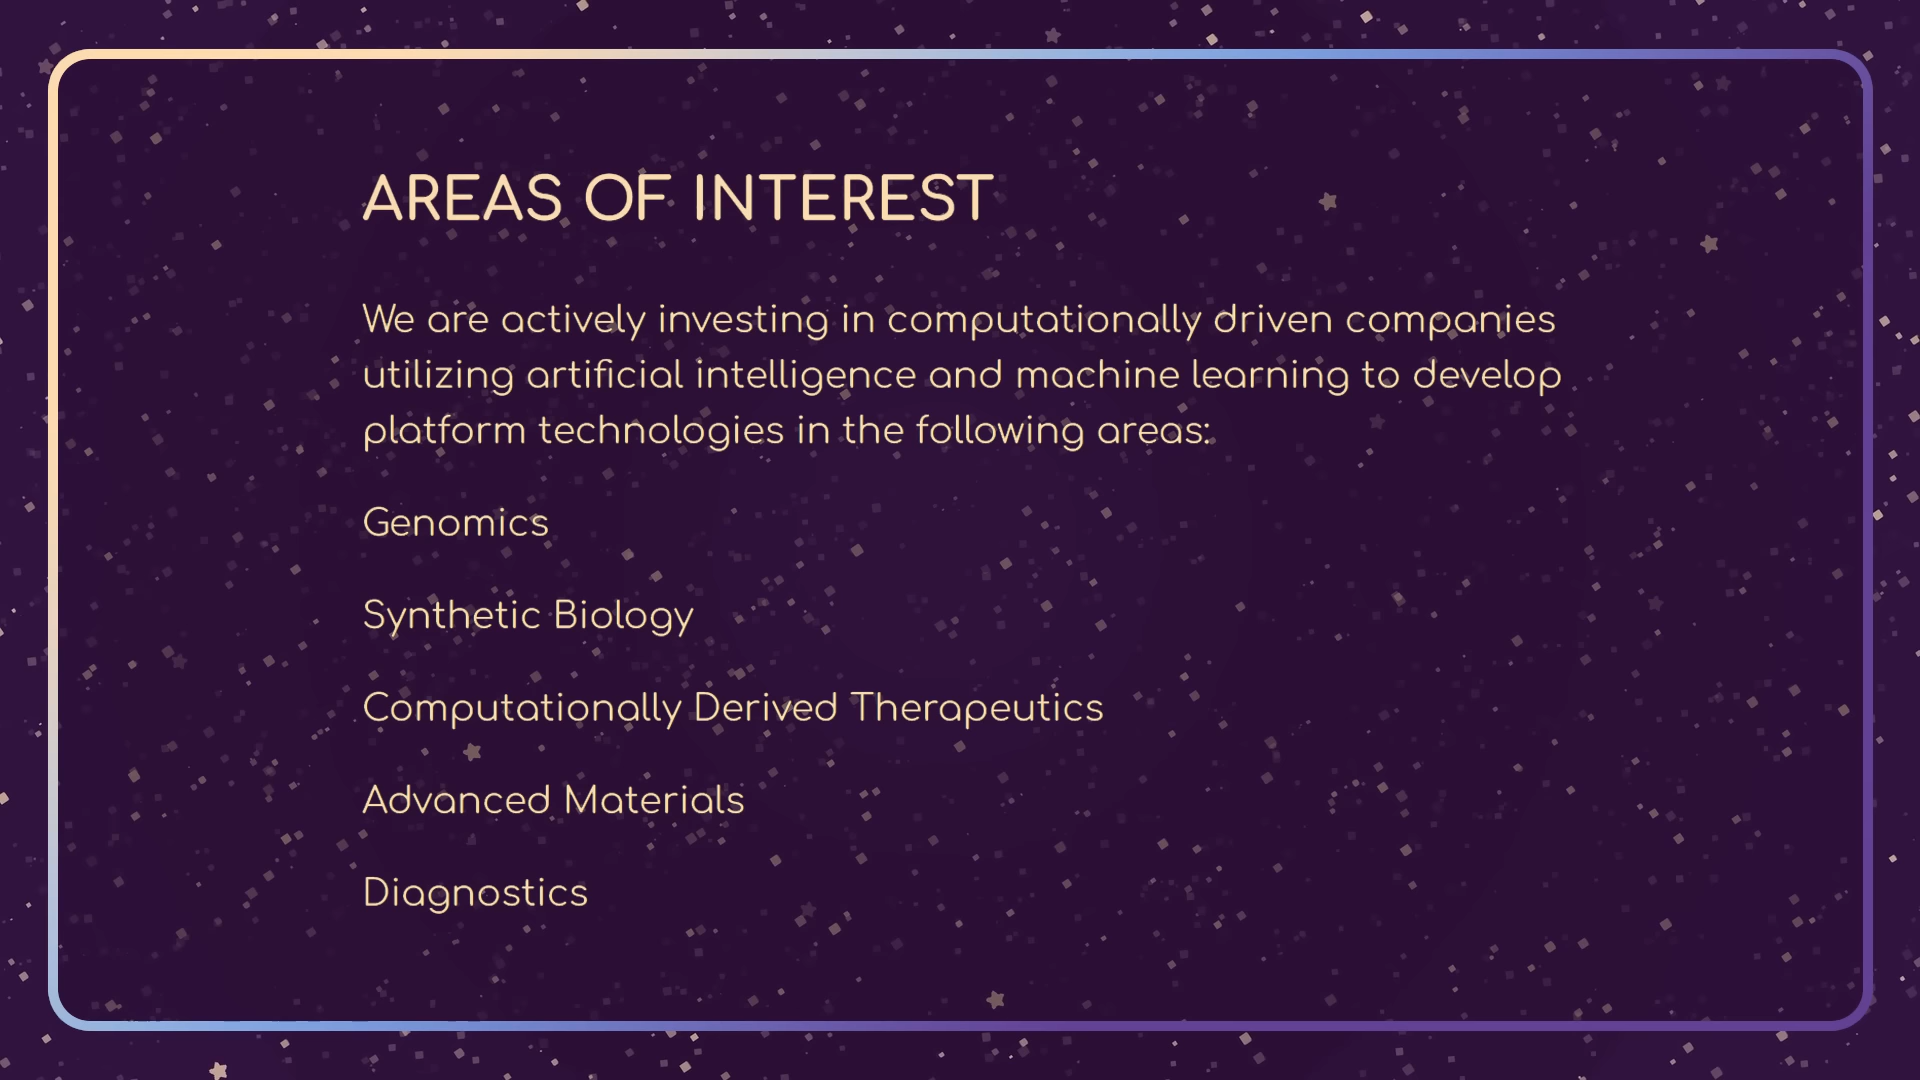 AREAS OF INTEREST
We are actively investing in computationally driven companies
utilizing artificial intelligence and machine learning to develop
platform technologies in the following areas:
Genomics
Synthetic Biology
Computationally Derived Therapeutics
Advanced Materials
Diagnostics